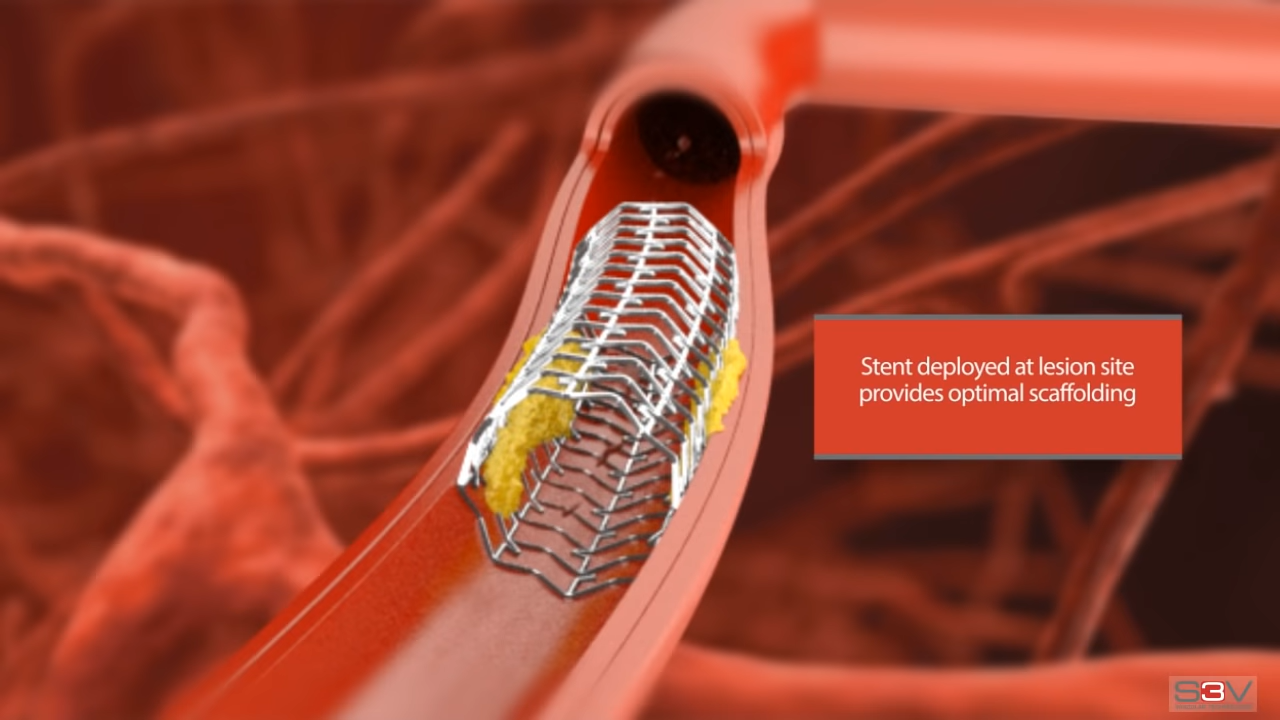 Stent deployed at lesion site
provides optimal scaffolding
S3V